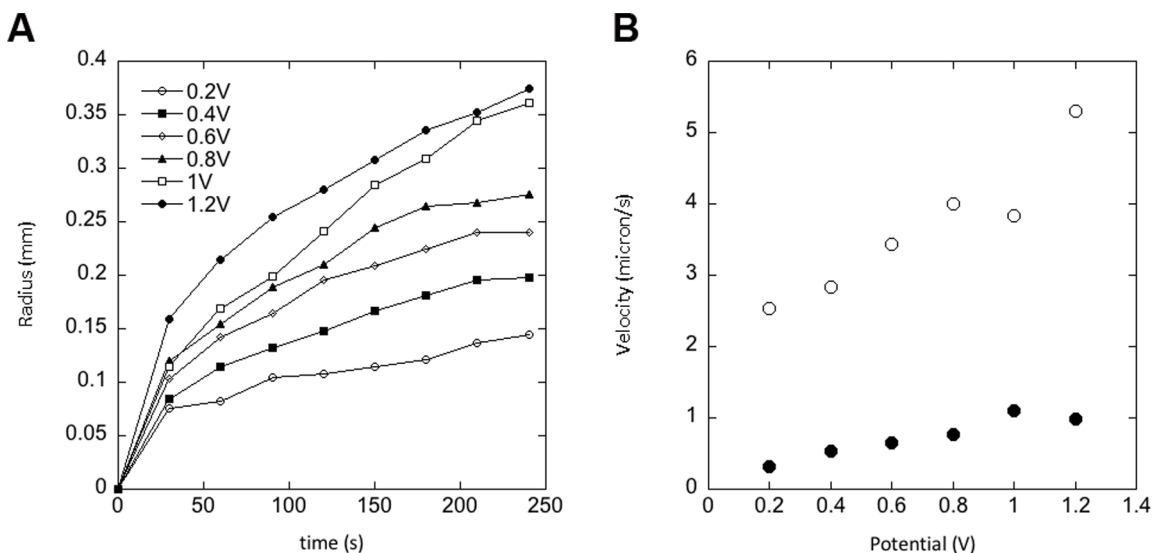 A
0.4
0.35
0.3
0.25
0.2
0.15
0.1
0.05
0
Radius (mm)
0.2V
0.4V
0.6V
0.8V
1V
1.2V
0 50 100 150 200 250
time (s)
B
6
5
4
3
2
1
0
Velocity (micron/s)
0 0.2 0.4 0.6 0.8 1 1.2 1.4
Potential (V)